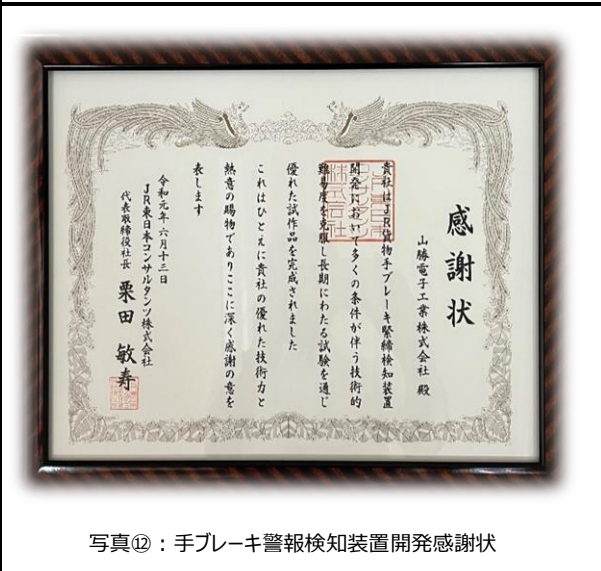 感謝状
山勝電子工業株式会社 殿
貴社はJR貨物手ブレーキ緊締検知装置
開発において多くの条件が伴う技術的
難易度を克服し長期にわたる試験を通じ
優れた試作品を完成されました
これはひとえに貴社の優れた技術力と
熱意の賜物でありここに深く感謝の意を
表します
令和元年六月十三日
JR東日本コンサルタンツ株式会社
代表取締役社長 栗田 敏寿
写真⑫：手ブレーキ警報検知装置開発感謝状